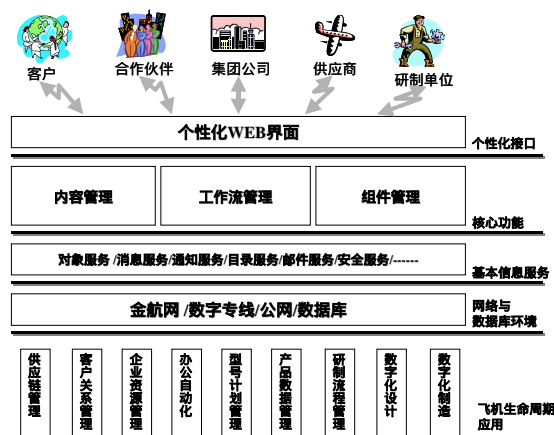 客户
合作伙伴
集团公司
供应商
研制单位
个性化WEB界面
个性化接口
内容管理
工作流管理
组件管理
核心功能
对象服务 /消息服务/通知服务/目录服务/邮件服务/安全服务/------
基本信息服务
金航网 /数字专线/公网/数据库
网络与
数据库环境
供应链管理
客户关系管理
企业资源管理
办公自动化
型号计划管理
产品数据管理
研制流程管理
数字化设计
数字化制造
飞机生命周期
应用